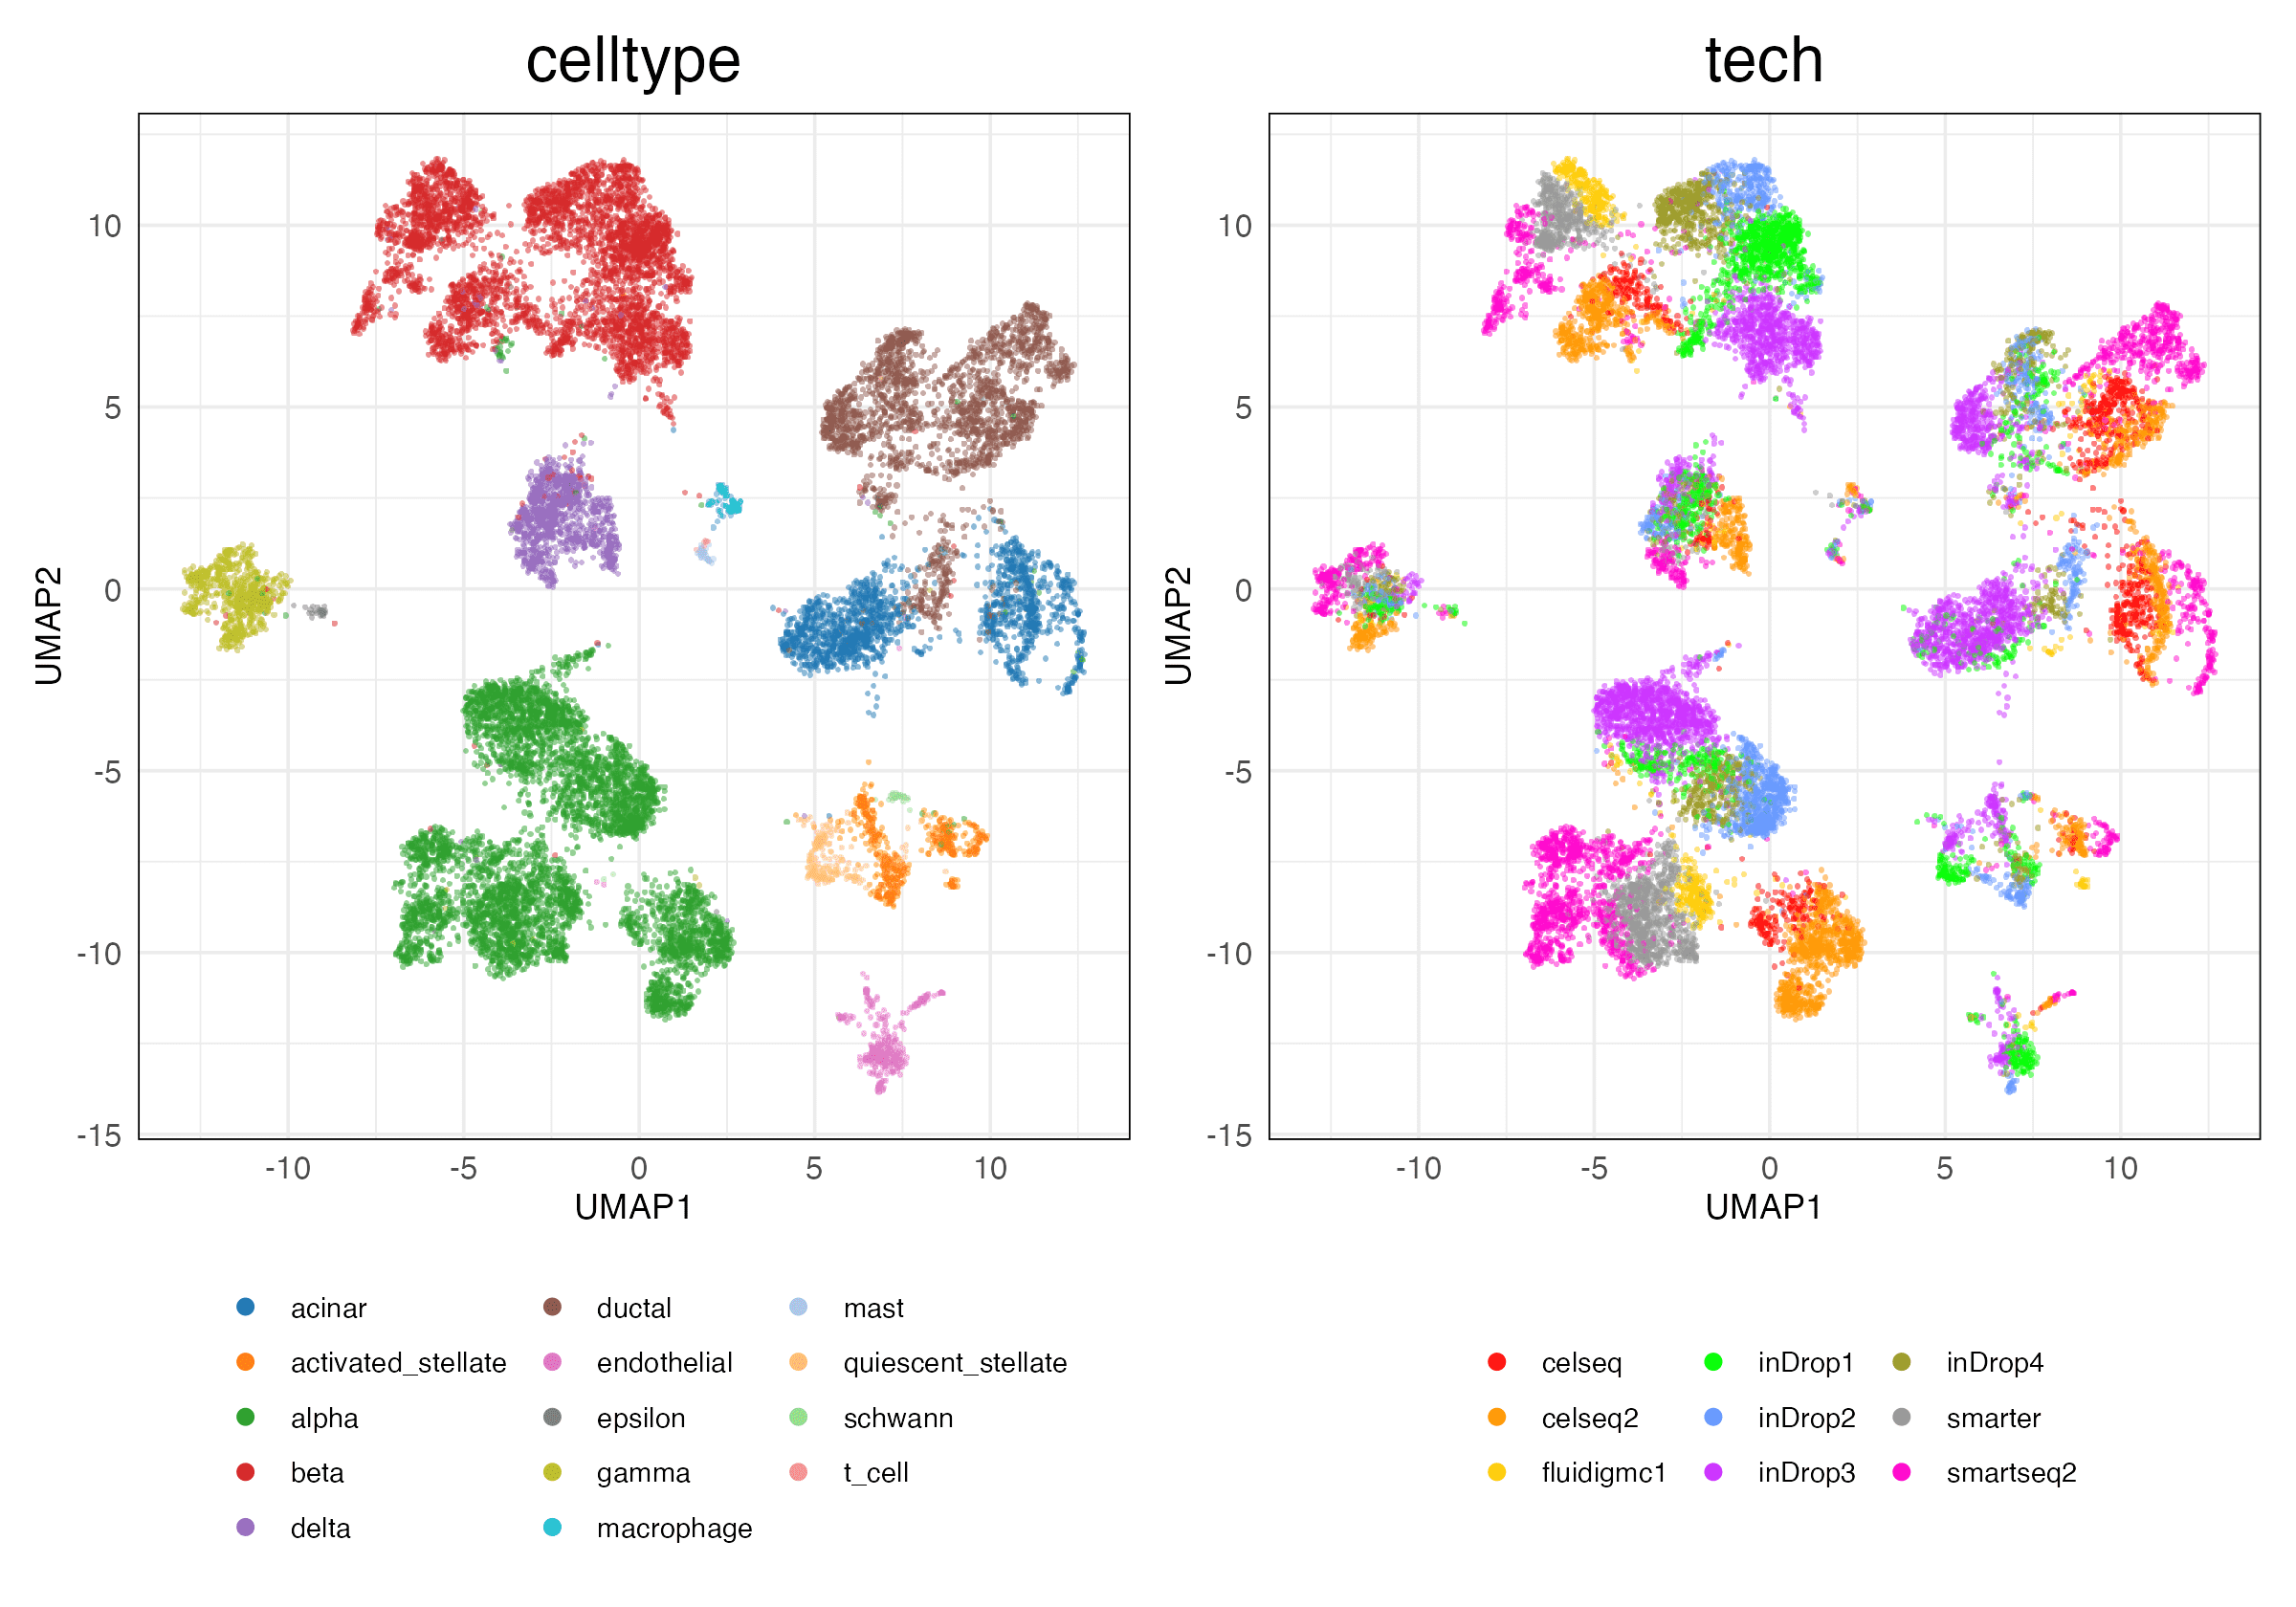 celltype
tech
10
5
0
-5
-10
-15
UMAP2
-10 -5 0 5 10
UMAP1
10
5
0
-5
-10
-15
UMAP2
-10 -5 0 5 10
UMAP1
acinar ductal mast
activated_stellate endothelial quiescent_stellate
alpha epsilon schwann
beta gamma t_cell
delta macrophage
celseq inDrop1 inDrop4
celseq2 inDrop2 smarter
fluidigmc1 inDrop3 smartseq2